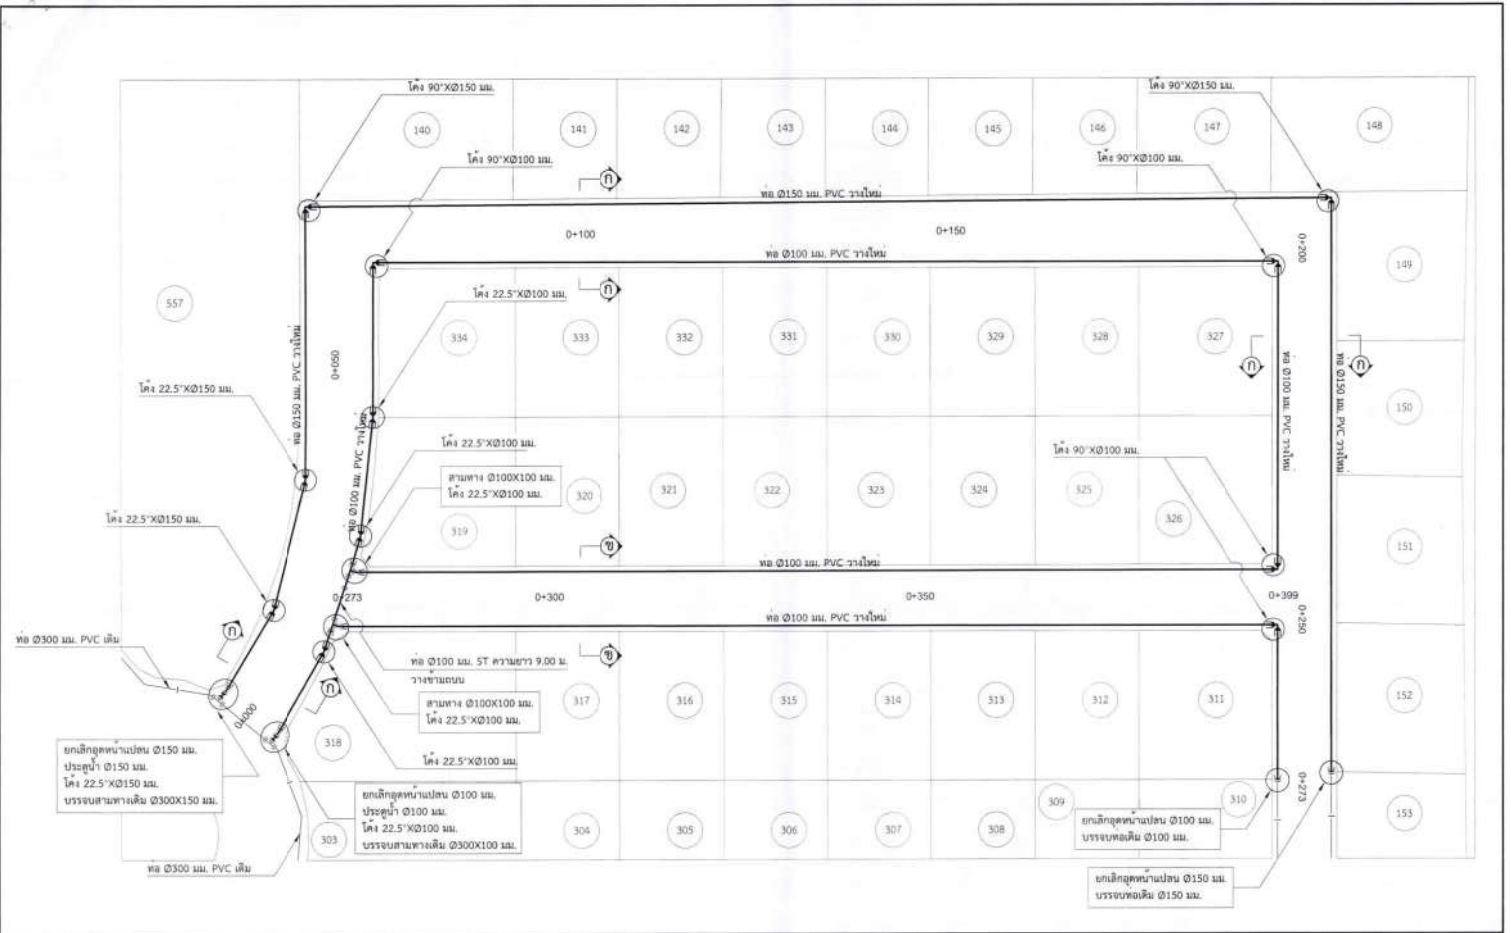 โค้ง 90°XØ150 มม.
โค้ง 90°XØ150 มม.
140
141
142
143
144
145
146
147
148
โค้ง 90°XØ100 มม.
โค้ง 90°XØ100 มม.
ก
ท่อ Ø150 มม. PVC วางใหม่
0+100
0+150
0+200
ท่อ Ø100 มม. PVC วางใหม่
149
ก
โค้ง 22.5°XØ100 มม.
557
334
333
332
331
330
329
328
327
ท่อ Ø150 มม. PVC วางใหม่
0+050
ก
ก
ท่อ Ø100 มม. PVC วางใหม่
ท่อ Ø150 มม. PVC วางใหม่
โค้ง 22.5°XØ150 มม.
150
ท่อ Ø100 มม. PVC วางใหม่
โค้ง 22.5°XØ100 มม.
โค้ง 90°XØ100 มม.
สามทาง Ø100X100 มม.
โค้ง 22.5°XØ100 มม.
320
321
322
323
324
325
326
โค้ง 22.5°XØ150 มม.
319
ข
151
ท่อ Ø100 มม. PVC วางใหม่
0+273
0+300
0+350
0+399
0+250
ท่อ Ø100 มม. PVC วางใหม่
ท่อ Ø300 มม. PVC เดิม
ก
ท่อ Ø100 มม. ST ความยาว 9.00 ม.
วางข้ามถนน
ข
ก
สามทาง Ø100X100 มม.
โค้ง 22.5°XØ100 มม.
317
316
315
314
313
312
311
152
0+000
318
โค้ง 22.5°XØ100 มม.
ยกเลิกอุดหน้าแปลน Ø150 มม.
ประตูน้ำ Ø150 มม.
โค้ง 22.5°XØ150 มม.
บรรจบสามทางเดิม Ø300X150 มม.
ยกเลิกอุดหน้าแปลน Ø100 มม.
ประตูน้ำ Ø100 มม.
โค้ง 22.5°XØ100 มม.
บรรจบสามทางเดิม Ø300X100 มม.
0+273
303
304
305
306
307
308
309
310
153
ยกเลิกอุดหน้าแปลน Ø100 มม.
บรรจบท่อเดิม Ø100 มม.
ท่อ Ø300 มม. PVC เดิม
ยกเลิกอุดหน้าแปลน Ø150 มม.
บรรจบท่อเดิม Ø150 มม.